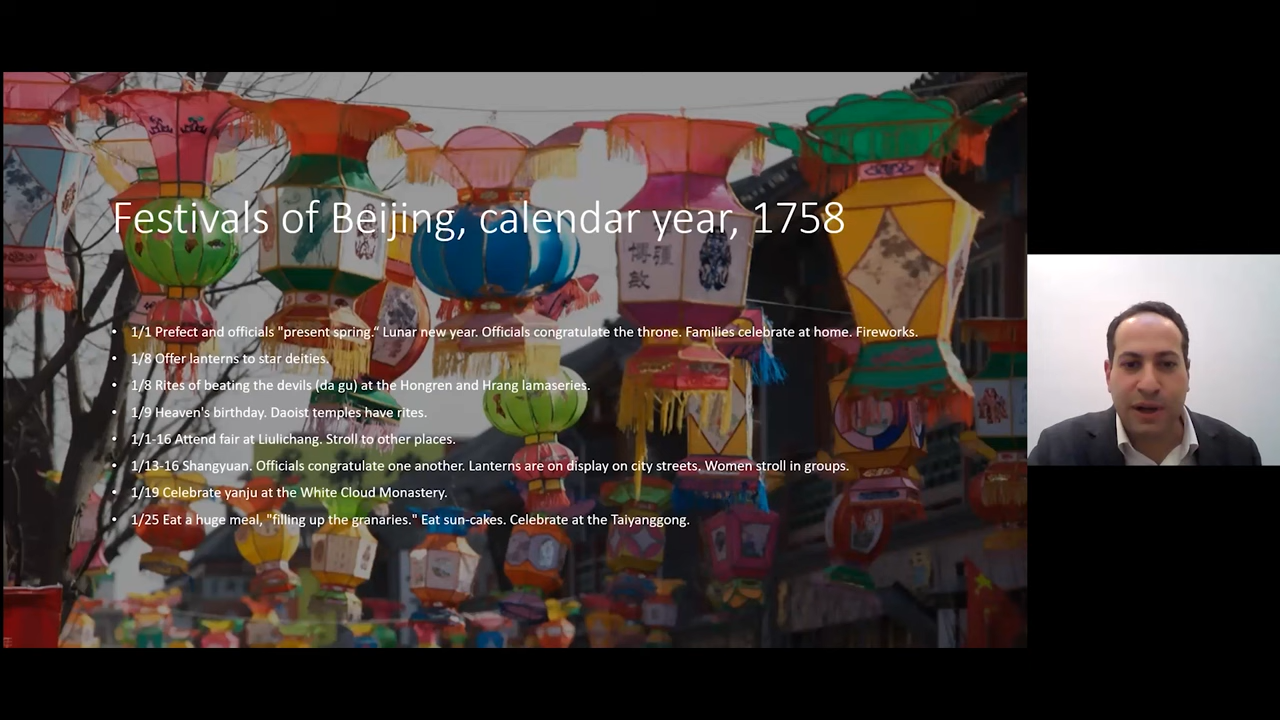 Festivals of Beijing, calendar year, 1758
• 1/1 Prefect and officials "present spring.“ Lunar new year. Officials congratulate the throne. Families celebrate at home. Fireworks.
• 1/8 Offer lanterns to star deities.
• 1/8 Rites of beating the devils (da gu) at the Hongren and Hrang lamaseries.
• 1/9 Heaven's birthday. Daoist temples have rites.
• 1/1-16 Attend fair at Liulichang. Stroll to other places.
• 1/13-16 Shangyuan. Officials congratulate one another. Lanterns are on display on city streets. Women stroll in groups.
• 1/19 Celebrate yanju at the White Cloud Monastery.
• 1/25 Eat a huge meal, "filling up the granaries." Eat sun-cakes. Celebrate at the Taiyanggong.